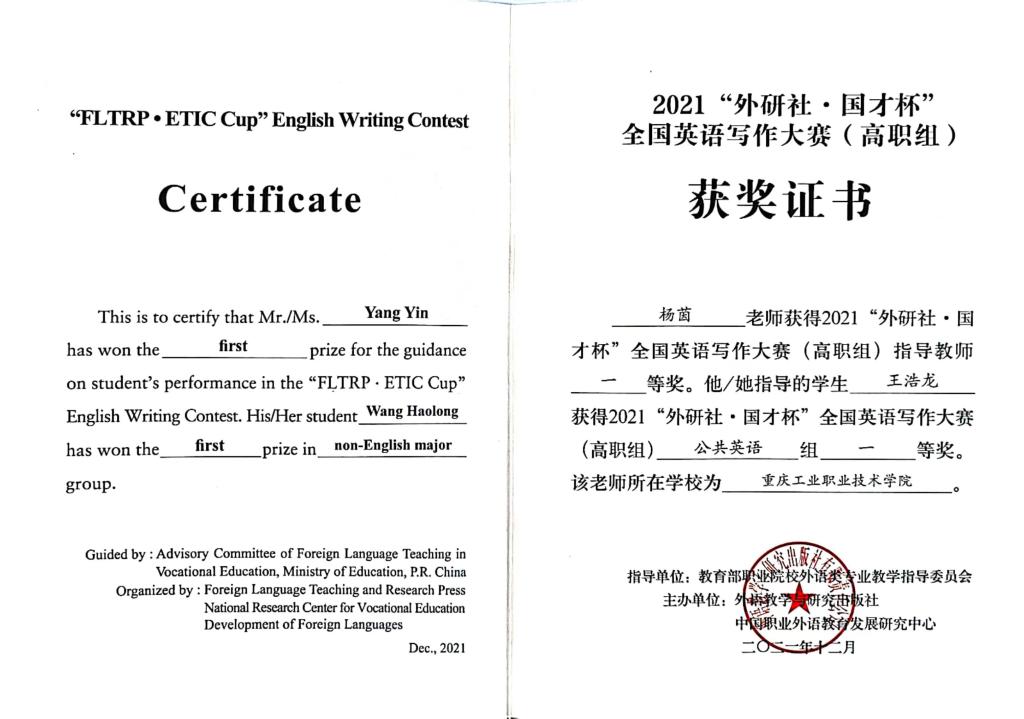 “FLTRP • ETIC Cup” English Writing Contest
Certificate
This is to certify that Mr./Ms. Yang Yin
has won the first prize for the guidance
on student’s performance in the “FLTRP · ETIC Cup”
English Writing Contest. His/Her student Wang Haolong
has won the first prize in non-English major
group.
Guided by : Advisory Committee of Foreign Language Teaching in
Vocational Education, Ministry of Education, P.R. China
Organized by : Foreign Language Teaching and Research Press
National Research Center for Vocational Education
Development of Foreign Languages
Dec., 2021
2021 “外研社·国才杯”
全国英语写作大赛（高职组）
获奖证书
杨茵 老师获得2021 “外研社·国
才杯” 全国英语写作大赛（高职组）指导教师
一 等奖。他/她指导的学生 王浩龙
获得2021 “外研社·国才杯” 全国英语写作大赛
（高职组） 公共英语 组 一 等奖。
该老师所在学校为 重庆工业职业技术学院 。
指导单位：教育部职业院校外语类专业教学指导委员会
主办单位：外语教学与研究出版社
中国职业外语教育发展研究中心
二〇二一年十二月